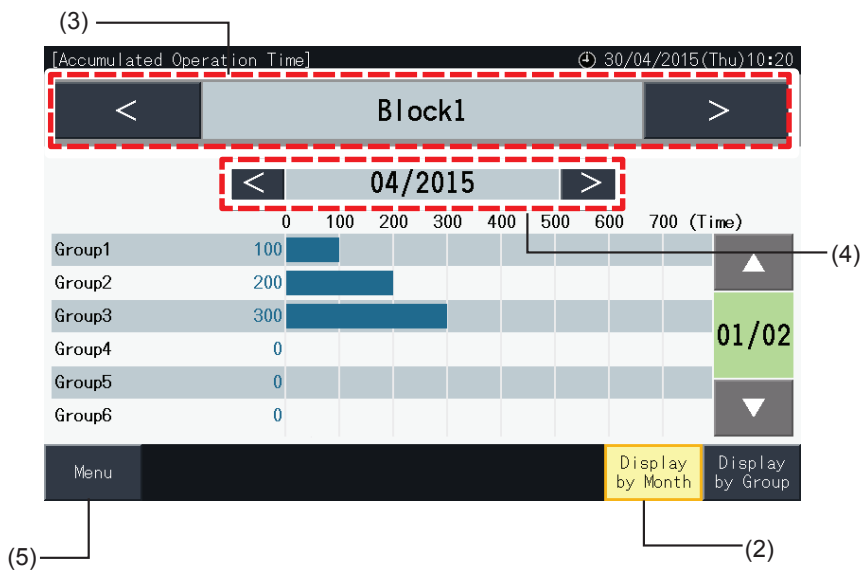 (3)
[Accumulated Operation Time] 30/04/2015(Thu)10:20
< Block1 >
< 04/2015 >
0 100 200 300 400 500 600 700 (Time)
(4)
Group1 100
Group2 200
Group3 300
01/02
Group4 0
Group5 0
Group6 0
Menu
Display by Month
Display by Group
(5)
(2)